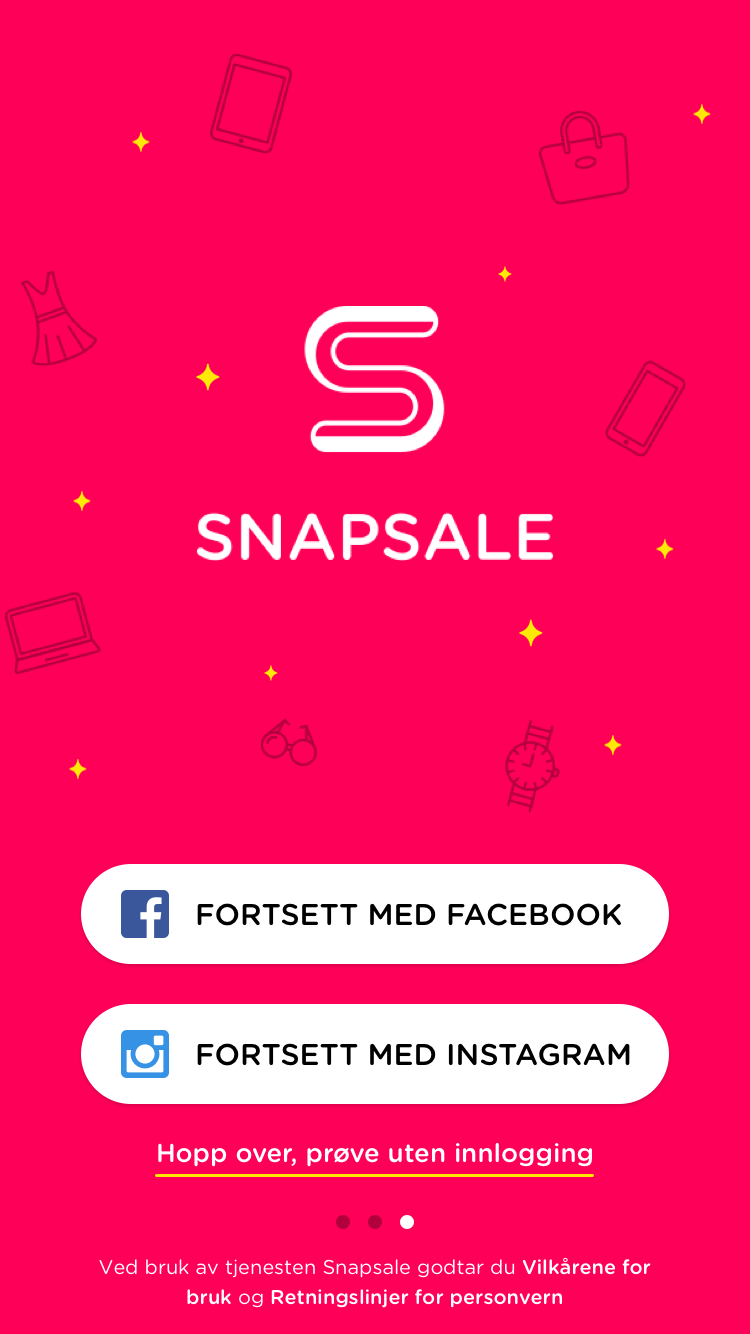 SNAPSALE
FORTSETT MED FACEBOOK
FORTSETT MED INSTAGRAM
Hopp over, prøve uten innlogging
Ved bruk av tjenesten Snapsale godtar du Vilkårene for
bruk og Retningslinjer for personvern